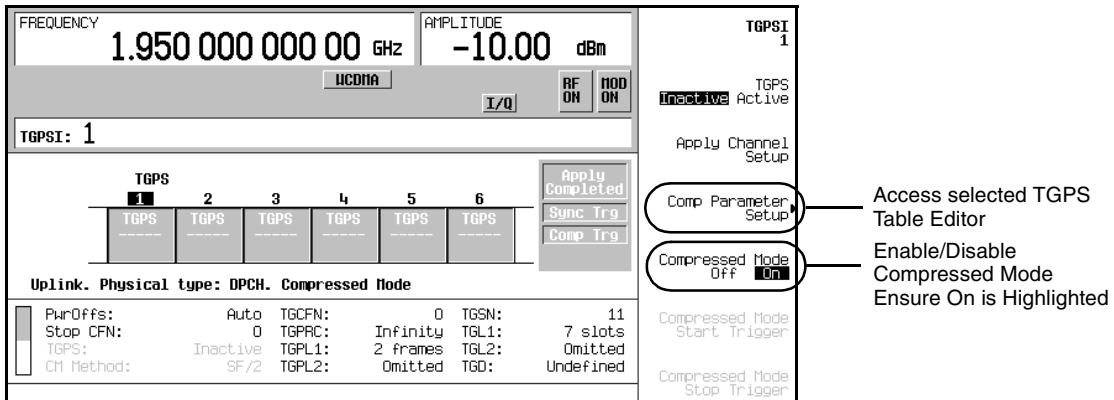 FREQUENCY
1.950 000 000 00 GHz
AMPLITUDE
-10.00 dBm
WCDMA
I/Q
RF ON
MOD ON
TGPSI: 1
TGPS
1 2 3 4 5 6
TGPS TGPS TGPS TGPS TGPS TGPS
----- ----- ----- ----- ----- -----
Apply Completed
Sync Trg
Comp Trg
Uplink. Physical type: DPCH. Compressed Mode
PwrOffs: Auto TGCFN: 0 TGSN: 11
Stop CFN: 0 TGPRC: Infinity TGL1: 7 slots
TGPS: Inactive TGPL1: 2 frames TGL2: Omitted
CM Method: SF/2 TGPL2: Omitted TGD: Undefined
TGPSI
1
TGPS
Inactive Active
Apply Channel
Setup
Comp Parameter
Setup
Compressed Mode
Off On
Compressed Mode
Start Trigger
Compressed Mode
Stop Trigger
Access selected TGPS
Table Editor
Enable/Disable
Compressed Mode
Ensure On is Highlighted